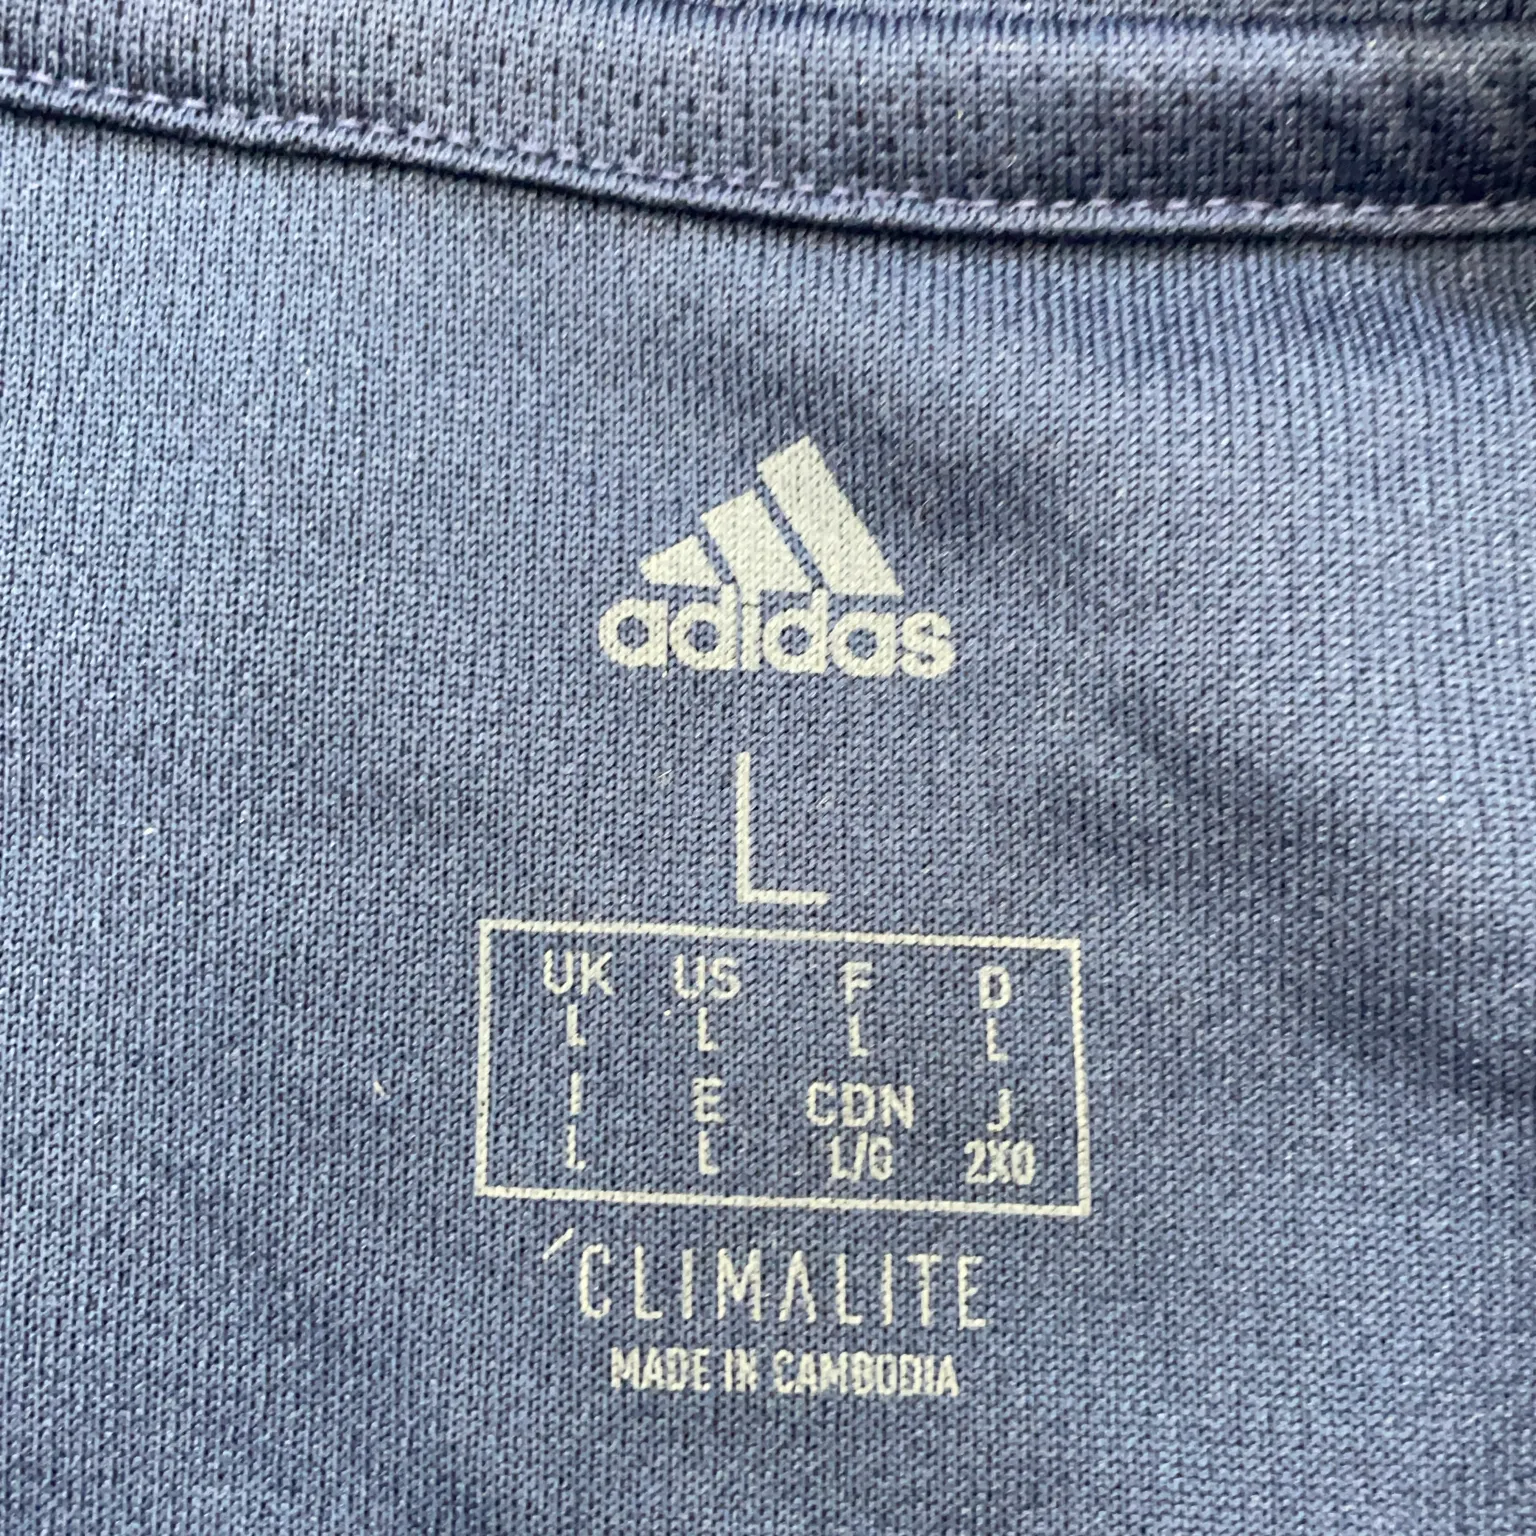 adidas
L
UK US F D
L L L L
I E CDN J
L L L/G 2XO
CLIMALITE
MADE IN CAMBODIA